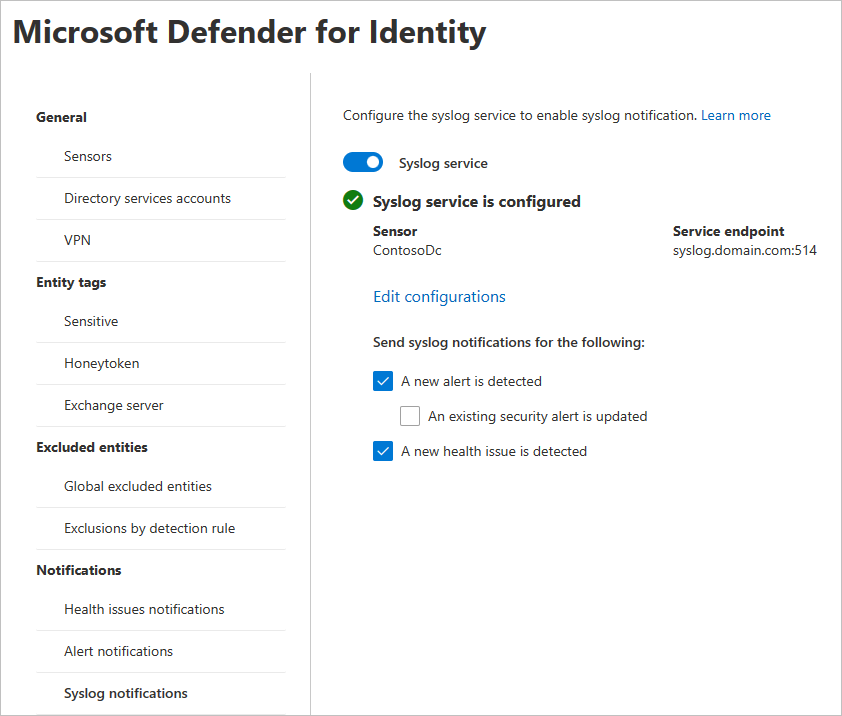 Microsoft Defender for Identity
General
Sensors
Directory services accounts
VPN
Entity tags
Sensitive
Honeytoken
Exchange server
Excluded entities
Global excluded entities
Exclusions by detection rule
Notifications
Health issues notifications
Alert notifications
Syslog notifications
Configure the syslog service to enable syslog notification. Learn more
Syslog service
Syslog service is configured
Sensor Service endpoint
ContosoDc syslog.domain.com:514
Edit configurations
Send syslog notifications for the following:
A new alert is detected
An existing security alert is updated
A new health issue is detected